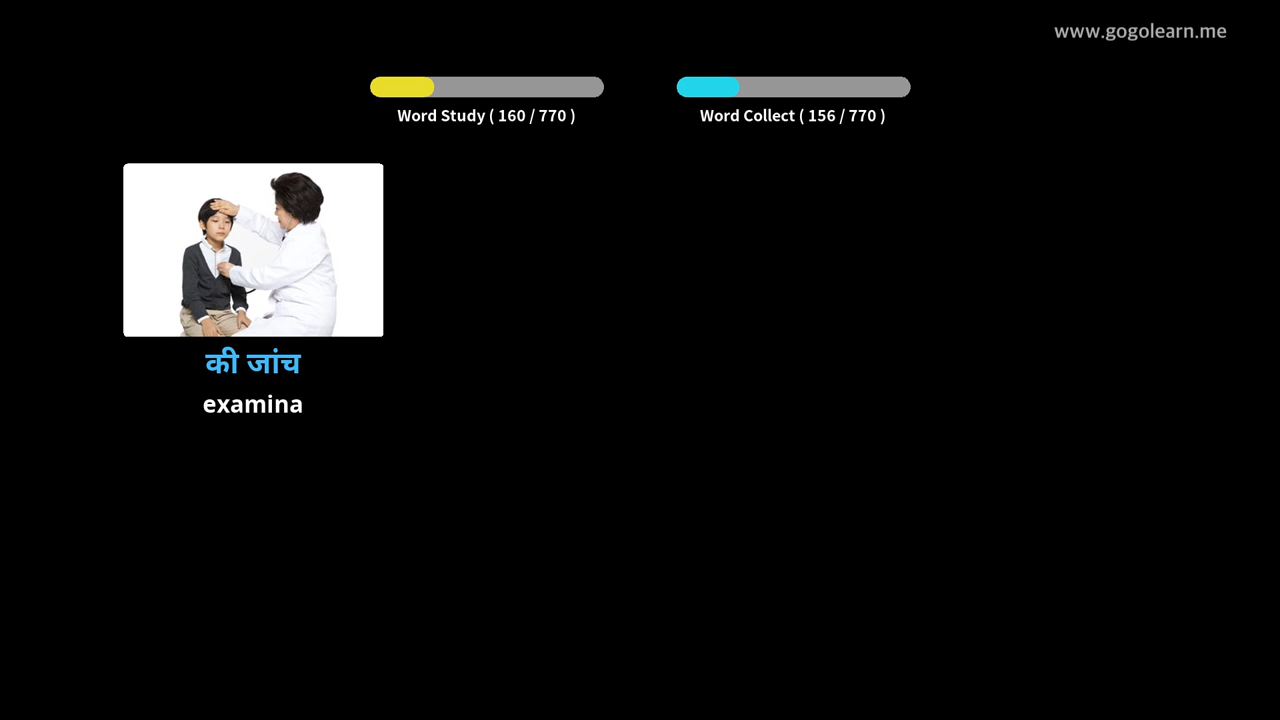 www.gogolearn.me
Word Study ( 160 / 770 )
Word Collect ( 156 / 770 )
की जांच
examina